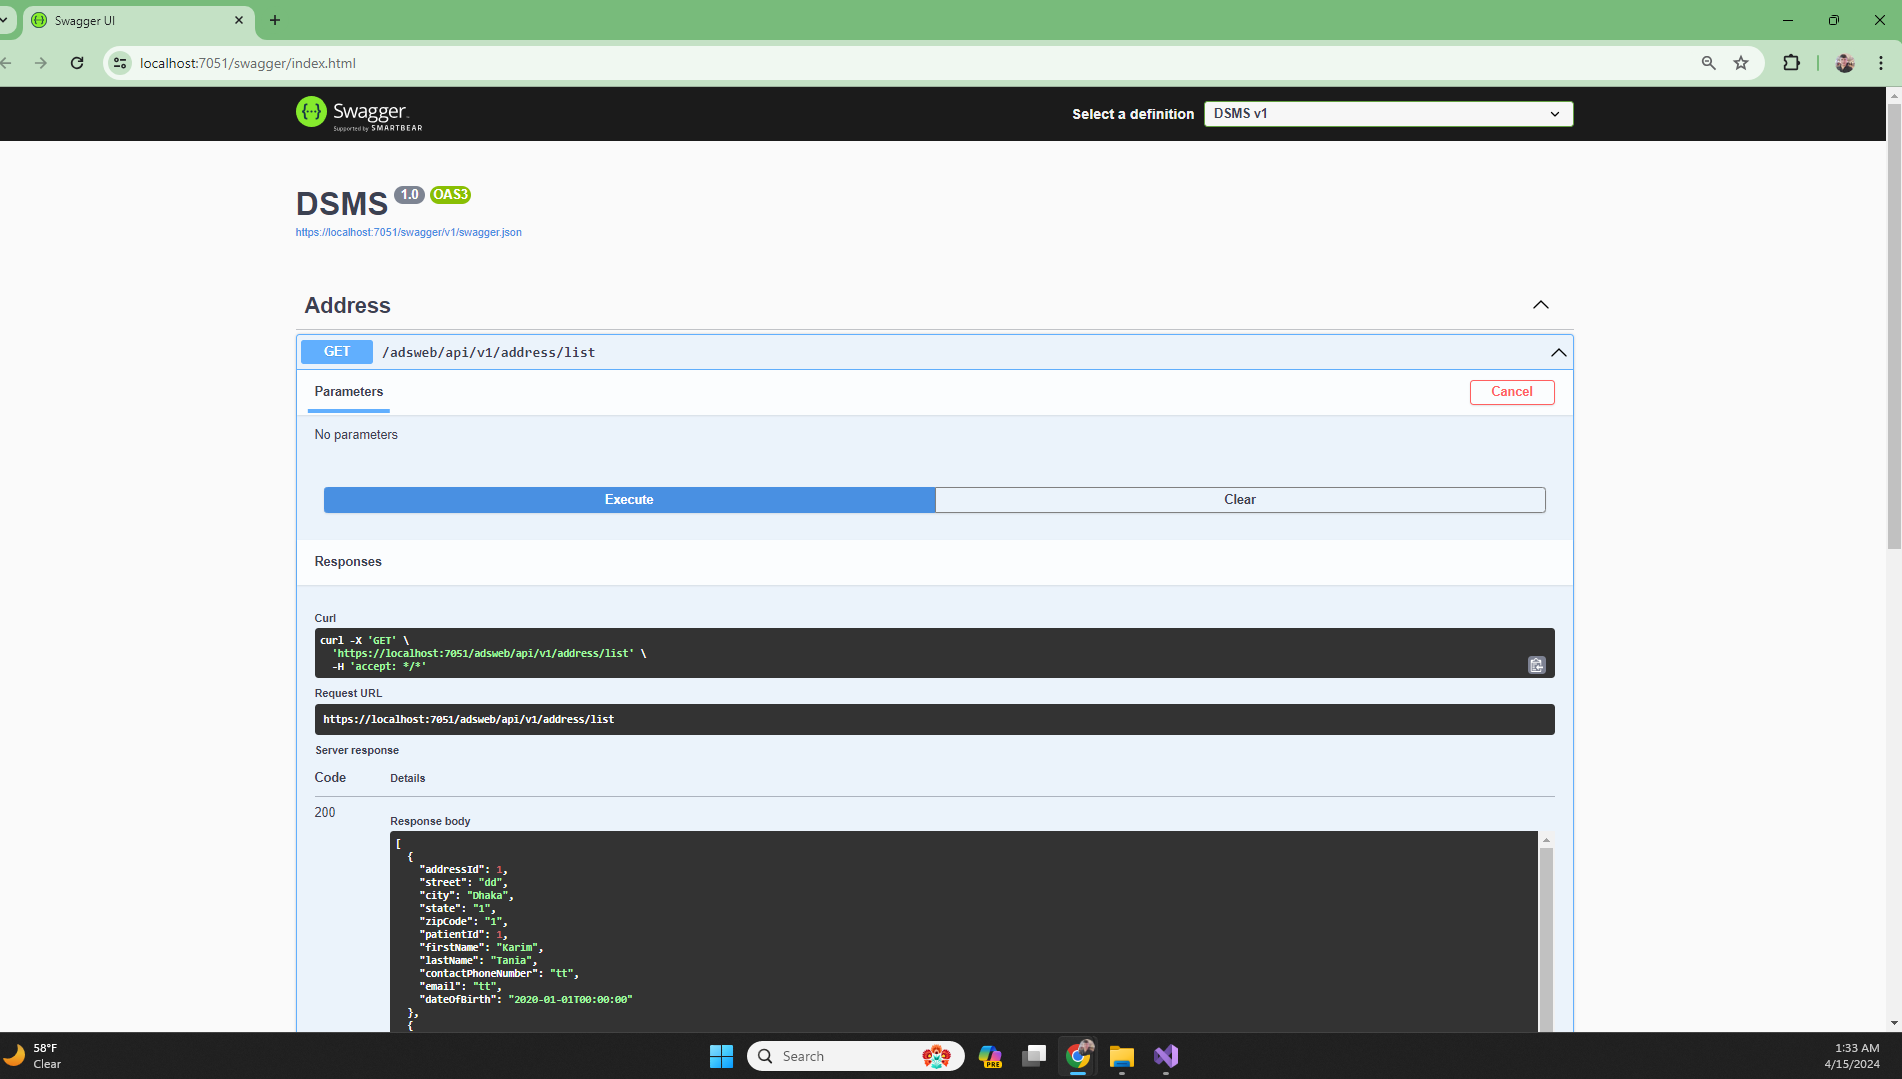 Swagger UI
localhost:7051/swagger/index.html
Swagger
Supported by SMARTBEAR
Select a definition
DSMS v1
DSMS 1.0 OAS3
https://localhost:7051/swagger/v1/swagger.json
Address
GET /adsweb/api/v1/address/list
Parameters
Cancel
No parameters
Execute
Clear
Responses
Curl
curl -X 'GET' \
'https://localhost:7051/adsweb/api/v1/address/list' \
-H 'accept: */*'
Request URL
https://localhost:7051/adsweb/api/v1/address/list
Server response
Code Details
200
Response body
[
{
"addressId": 1,
"street": "dd",
"city": "Dhaka",
"state": "1",
"zipCode": "1",
"patientId": 1,
"firstName": "Karim",
"lastName": "Tania",
"contactPhoneNumber": "tt",
"email": "tt",
"dateOfBirth": "2020-01-01T00:00:00"
},
{
58°F
Clear
Search
PRE
1:33 AM
4/15/2024